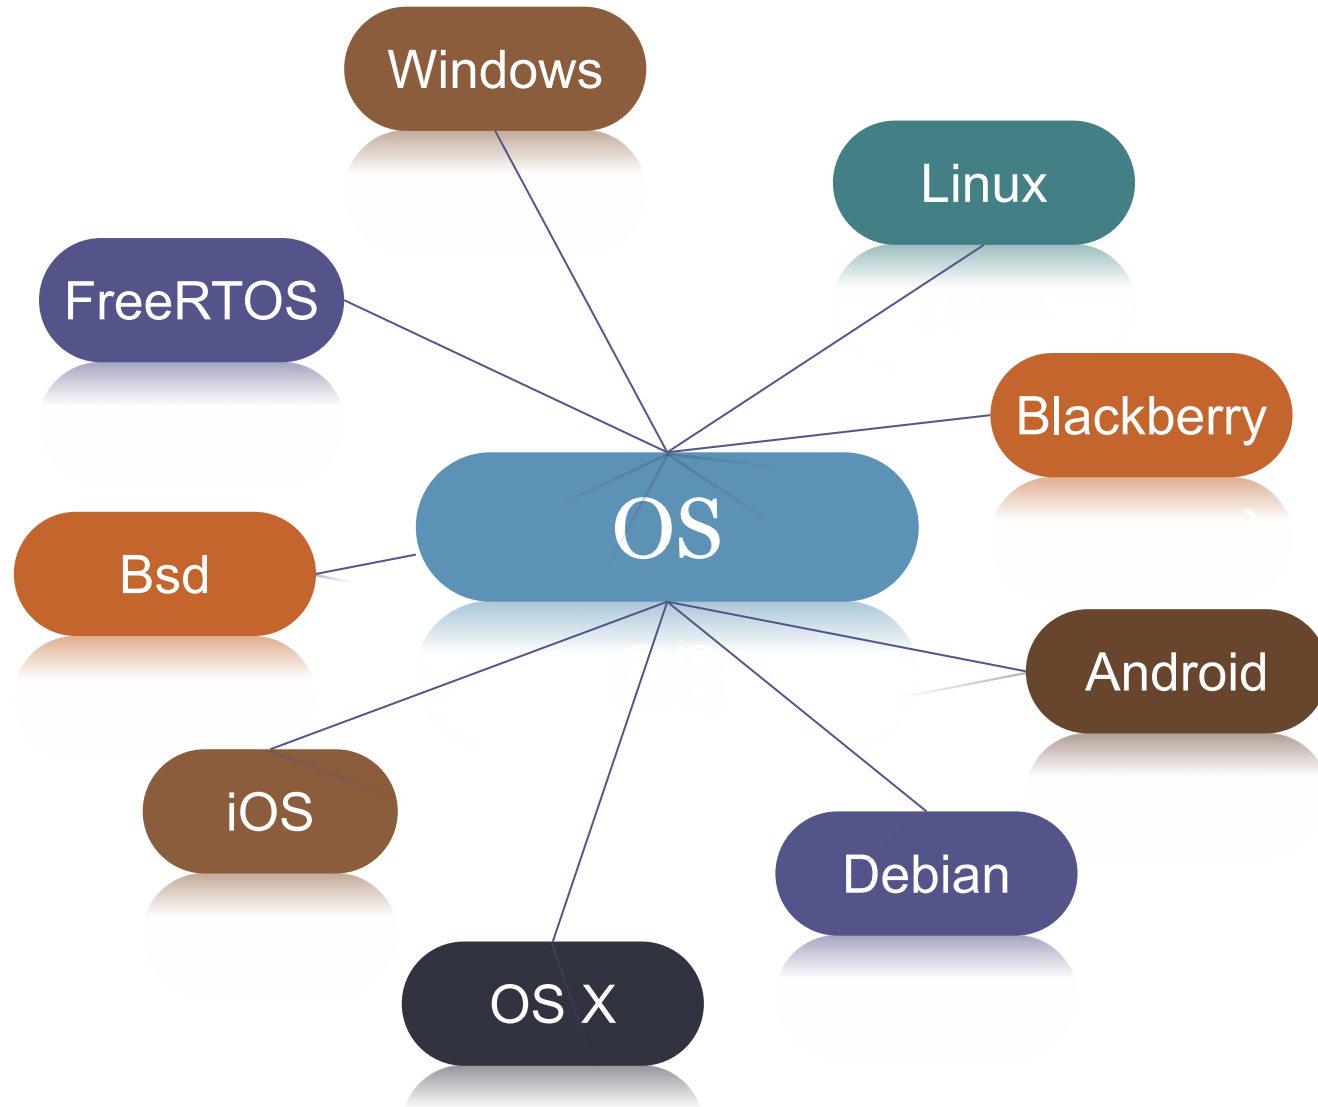 Windows
Linux
FreeRTOS
Blackberry
OS
Bsd
Android
iOS
Debian
OS X